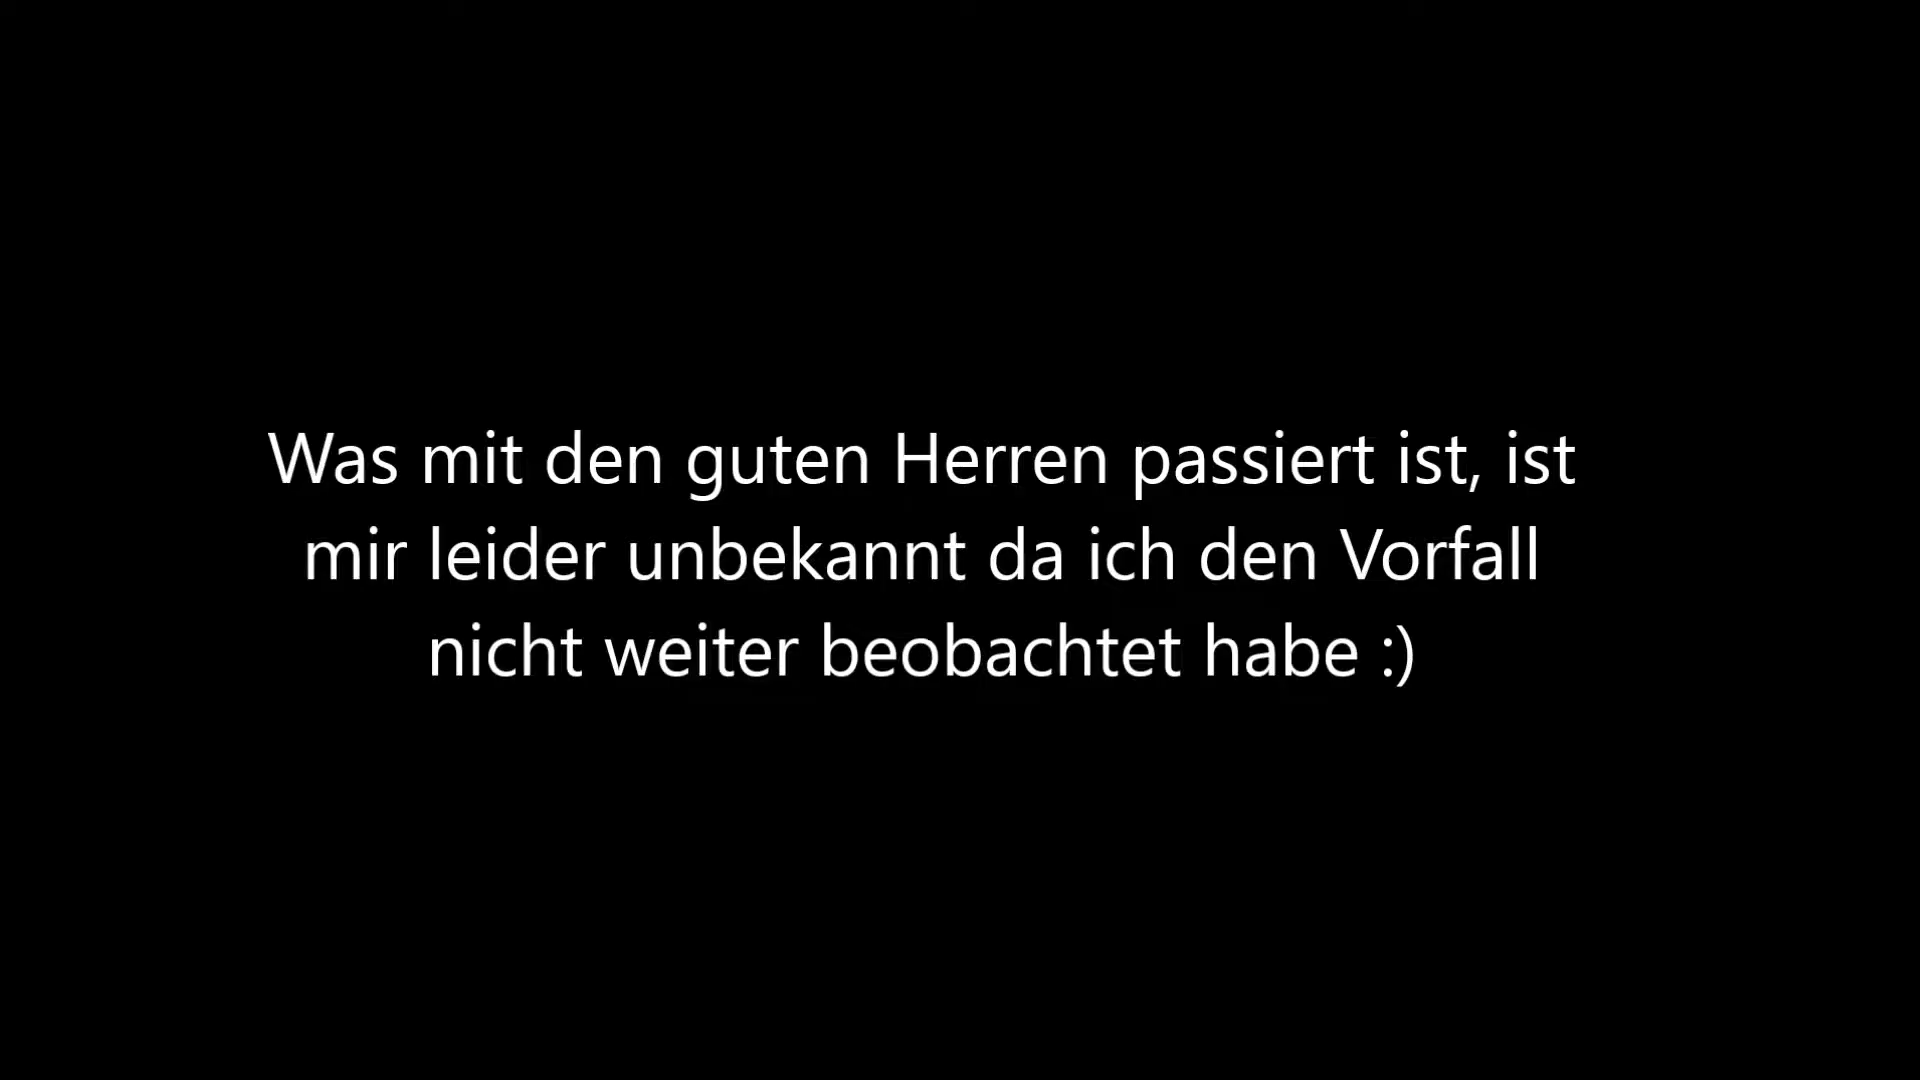 Was mit den guten Herren passiert ist, ist
mir leider unbekannt da ich den Vorfall
nicht weiter beobachtet habe :)